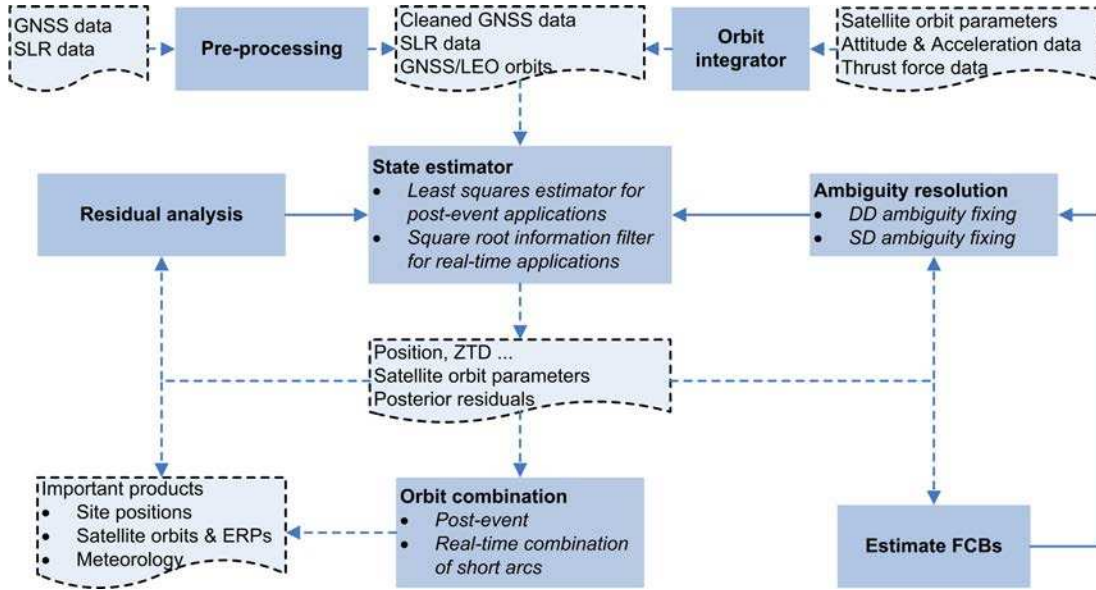 GNSS data
SLR data
Pre-processing
Cleaned GNSS data
SLR data
GNSS/LEO orbits
Orbit
integrator
Satellite orbit parameters
Attitude & Acceleration data
Thrust force data
Residual analysis
State estimator
• Least squares estimator for
post-event applications
• Square root information filter
for real-time applications
Ambiguity resolution
• DD ambiguity fixing
• SD ambiguity fixing
Position, ZTD ...
Satellite orbit parameters
Posterior residuals
Important products
• Site positions
• Satellite orbits & ERPs
• Meteorology
Orbit combination
• Post-event
• Real-time combination
of short arcs
Estimate FCBs